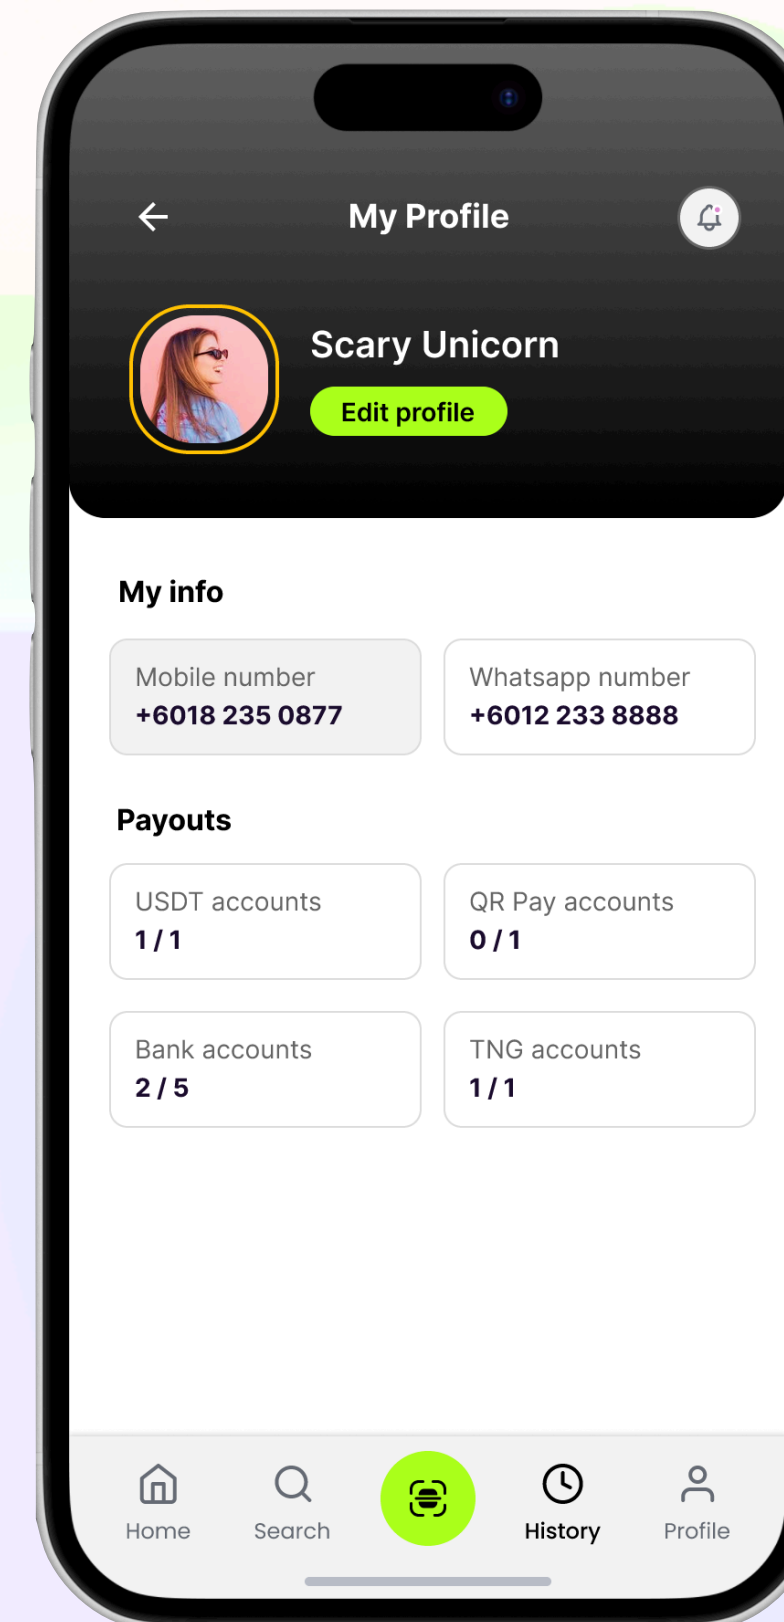 My Profile
Scary Unicorn
Edit profile
My info
Mobile number
+6018 235 0877
Whatsapp number
+6012 233 8888
Payouts
USDT accounts
1 / 1
QR Pay accounts
0 / 1
Bank accounts
2 / 5
TNG accounts
1 / 1
Home
Search
History
Profile